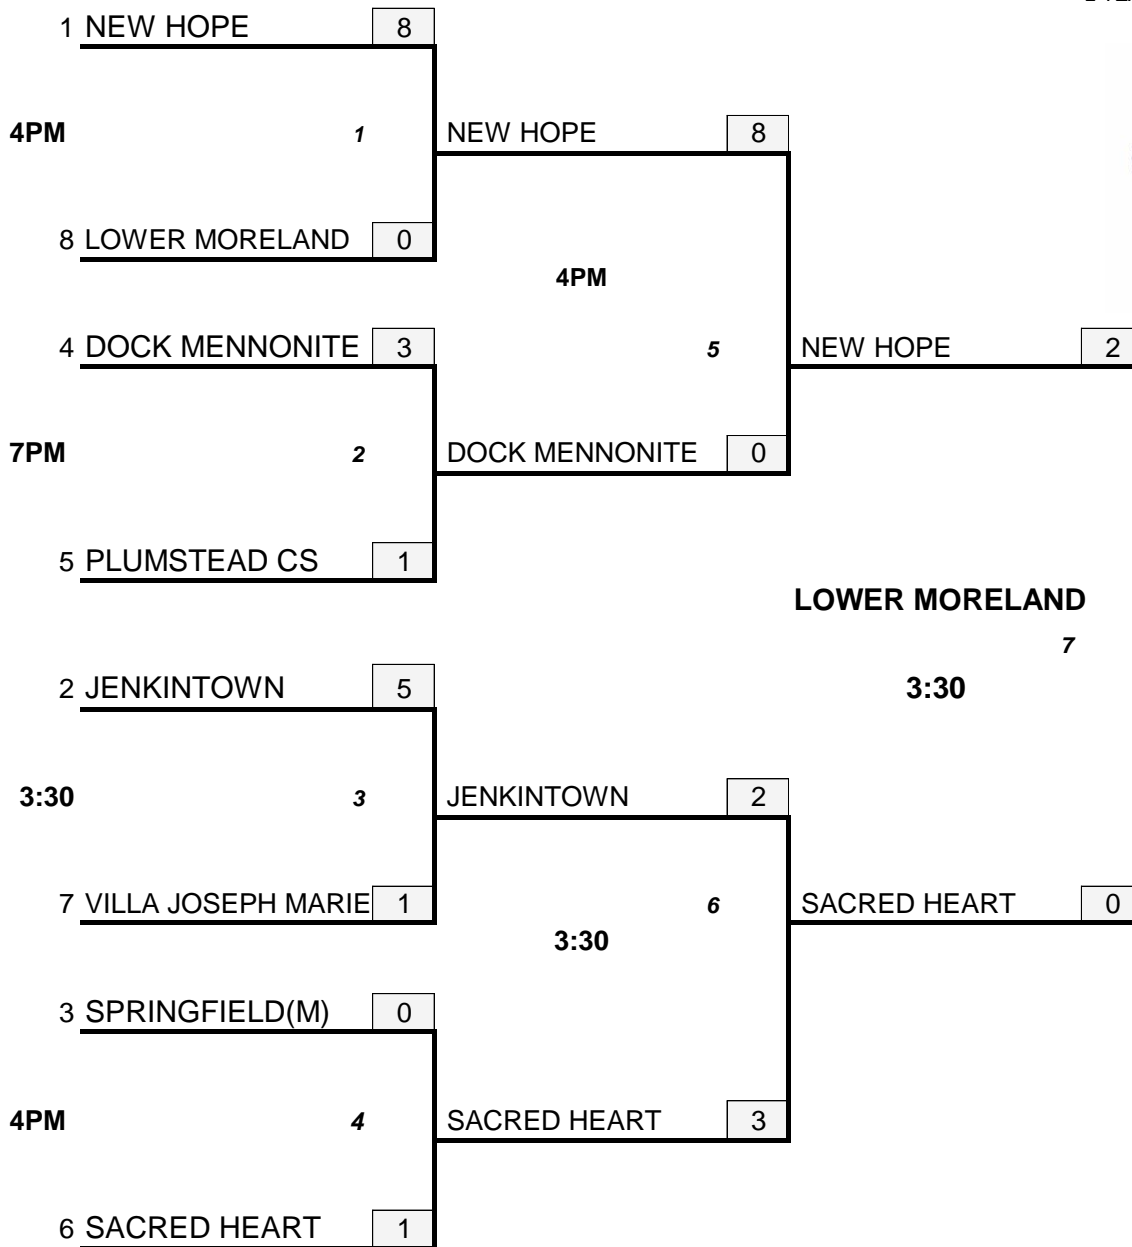 1 NEW HOPE 8
4PM 1 NEW HOPE 8
8 LOWER MORELAND 0
4PM
4 DOCK MENNONITE 3 5 NEW HOPE 2
7PM 2 DOCK MENNONITE 0
5 PLUMSTEAD CS 1
LOWER MORELAND
7
2 JENKINTOWN 5 3:30
3:30 3 JENKINTOWN 2
7 VILLA JOSEPH MARIE 1 6 SACRED HEART 0
3:30
3 SPRINGFIELD(M) 0
4PM 4 SACRED HEART 3
6 SACRED HEART 1